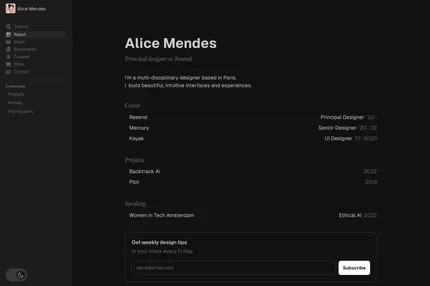 Alice Mendes
Search...
About
Stack
Bookmarks
Curated
Store
Contact
Projects
Writing
Photography
Alice Mendes
Principal designer at Resend.
I'm a multi-disciplinary designer based in Paris.
I build beautiful, intuitive interfaces and experiences.
Career
Resend Principal Designer '22–
Mercury Senior Designer '20– '22
Kayak UI Designer '17–2020
Projects
Backtrack AI 2022
Plot 2019
Speaking
Women in Tech Amsterdam Ethical AI 2022
Get weekly design tips
In your inbox every Friday.
name@email.com
Subscribe